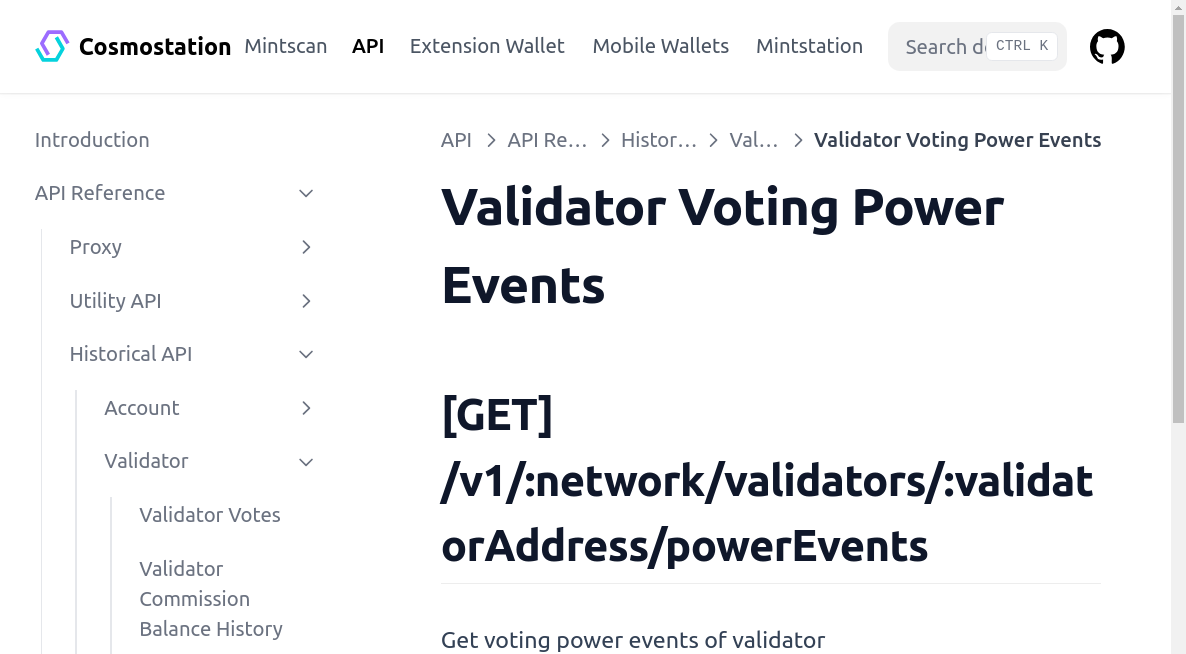 Cosmostation Mintscan API Extension Wallet Mobile Wallets Mintstation Search d CTRL K
Introduction
API Reference
Proxy
Utility API
Historical API
Account
Validator
Validator Votes
Validator
Commission
Balance History
API > API Re… > Histor… > Val… > Validator Voting Power Events
Validator Voting Power
Events
[GET]
/v1/:network/validators/:validat
orAddress/powerEvents
Get voting power events of validator